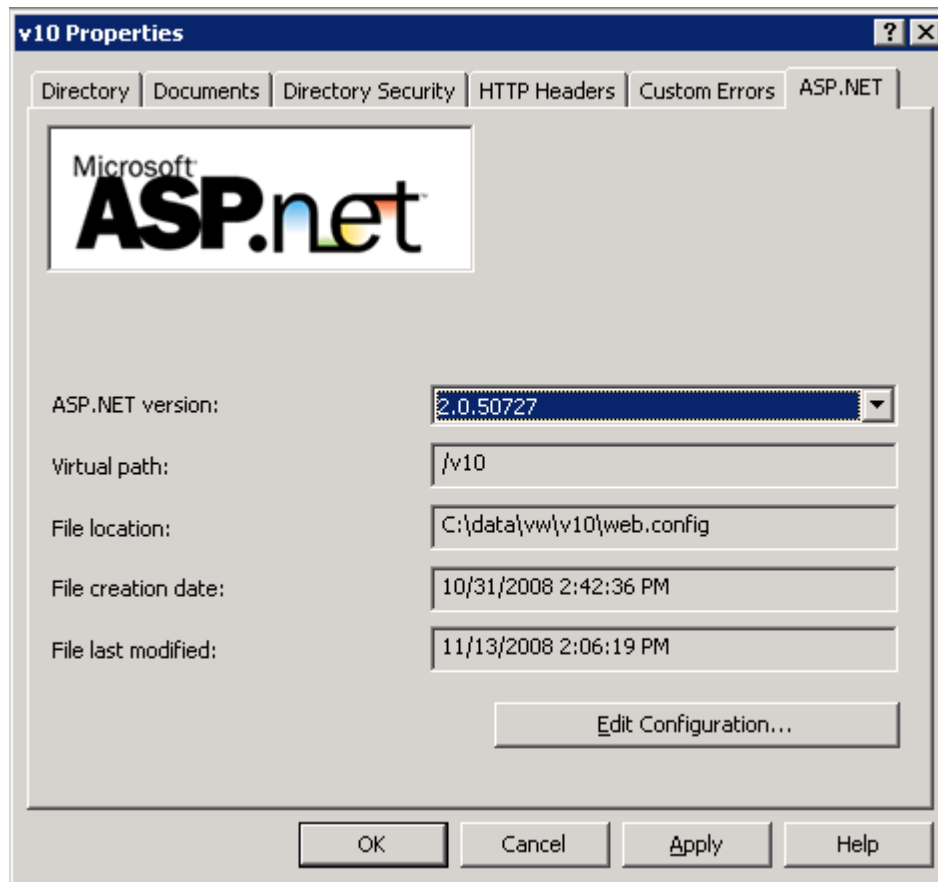 v10 Properties
Directory Documents Directory Security HTTP Headers Custom Errors ASP.NET
Microsoft
ASP.net
ASP.NET version: 2.0.50727
Virtual path: /v10
File location: C:\data\vw\v10\web.config
File creation date: 10/31/2008 2:42:36 PM
File last modified: 11/13/2008 2:06:19 PM
Edit Configuration...
OK Cancel Apply Help